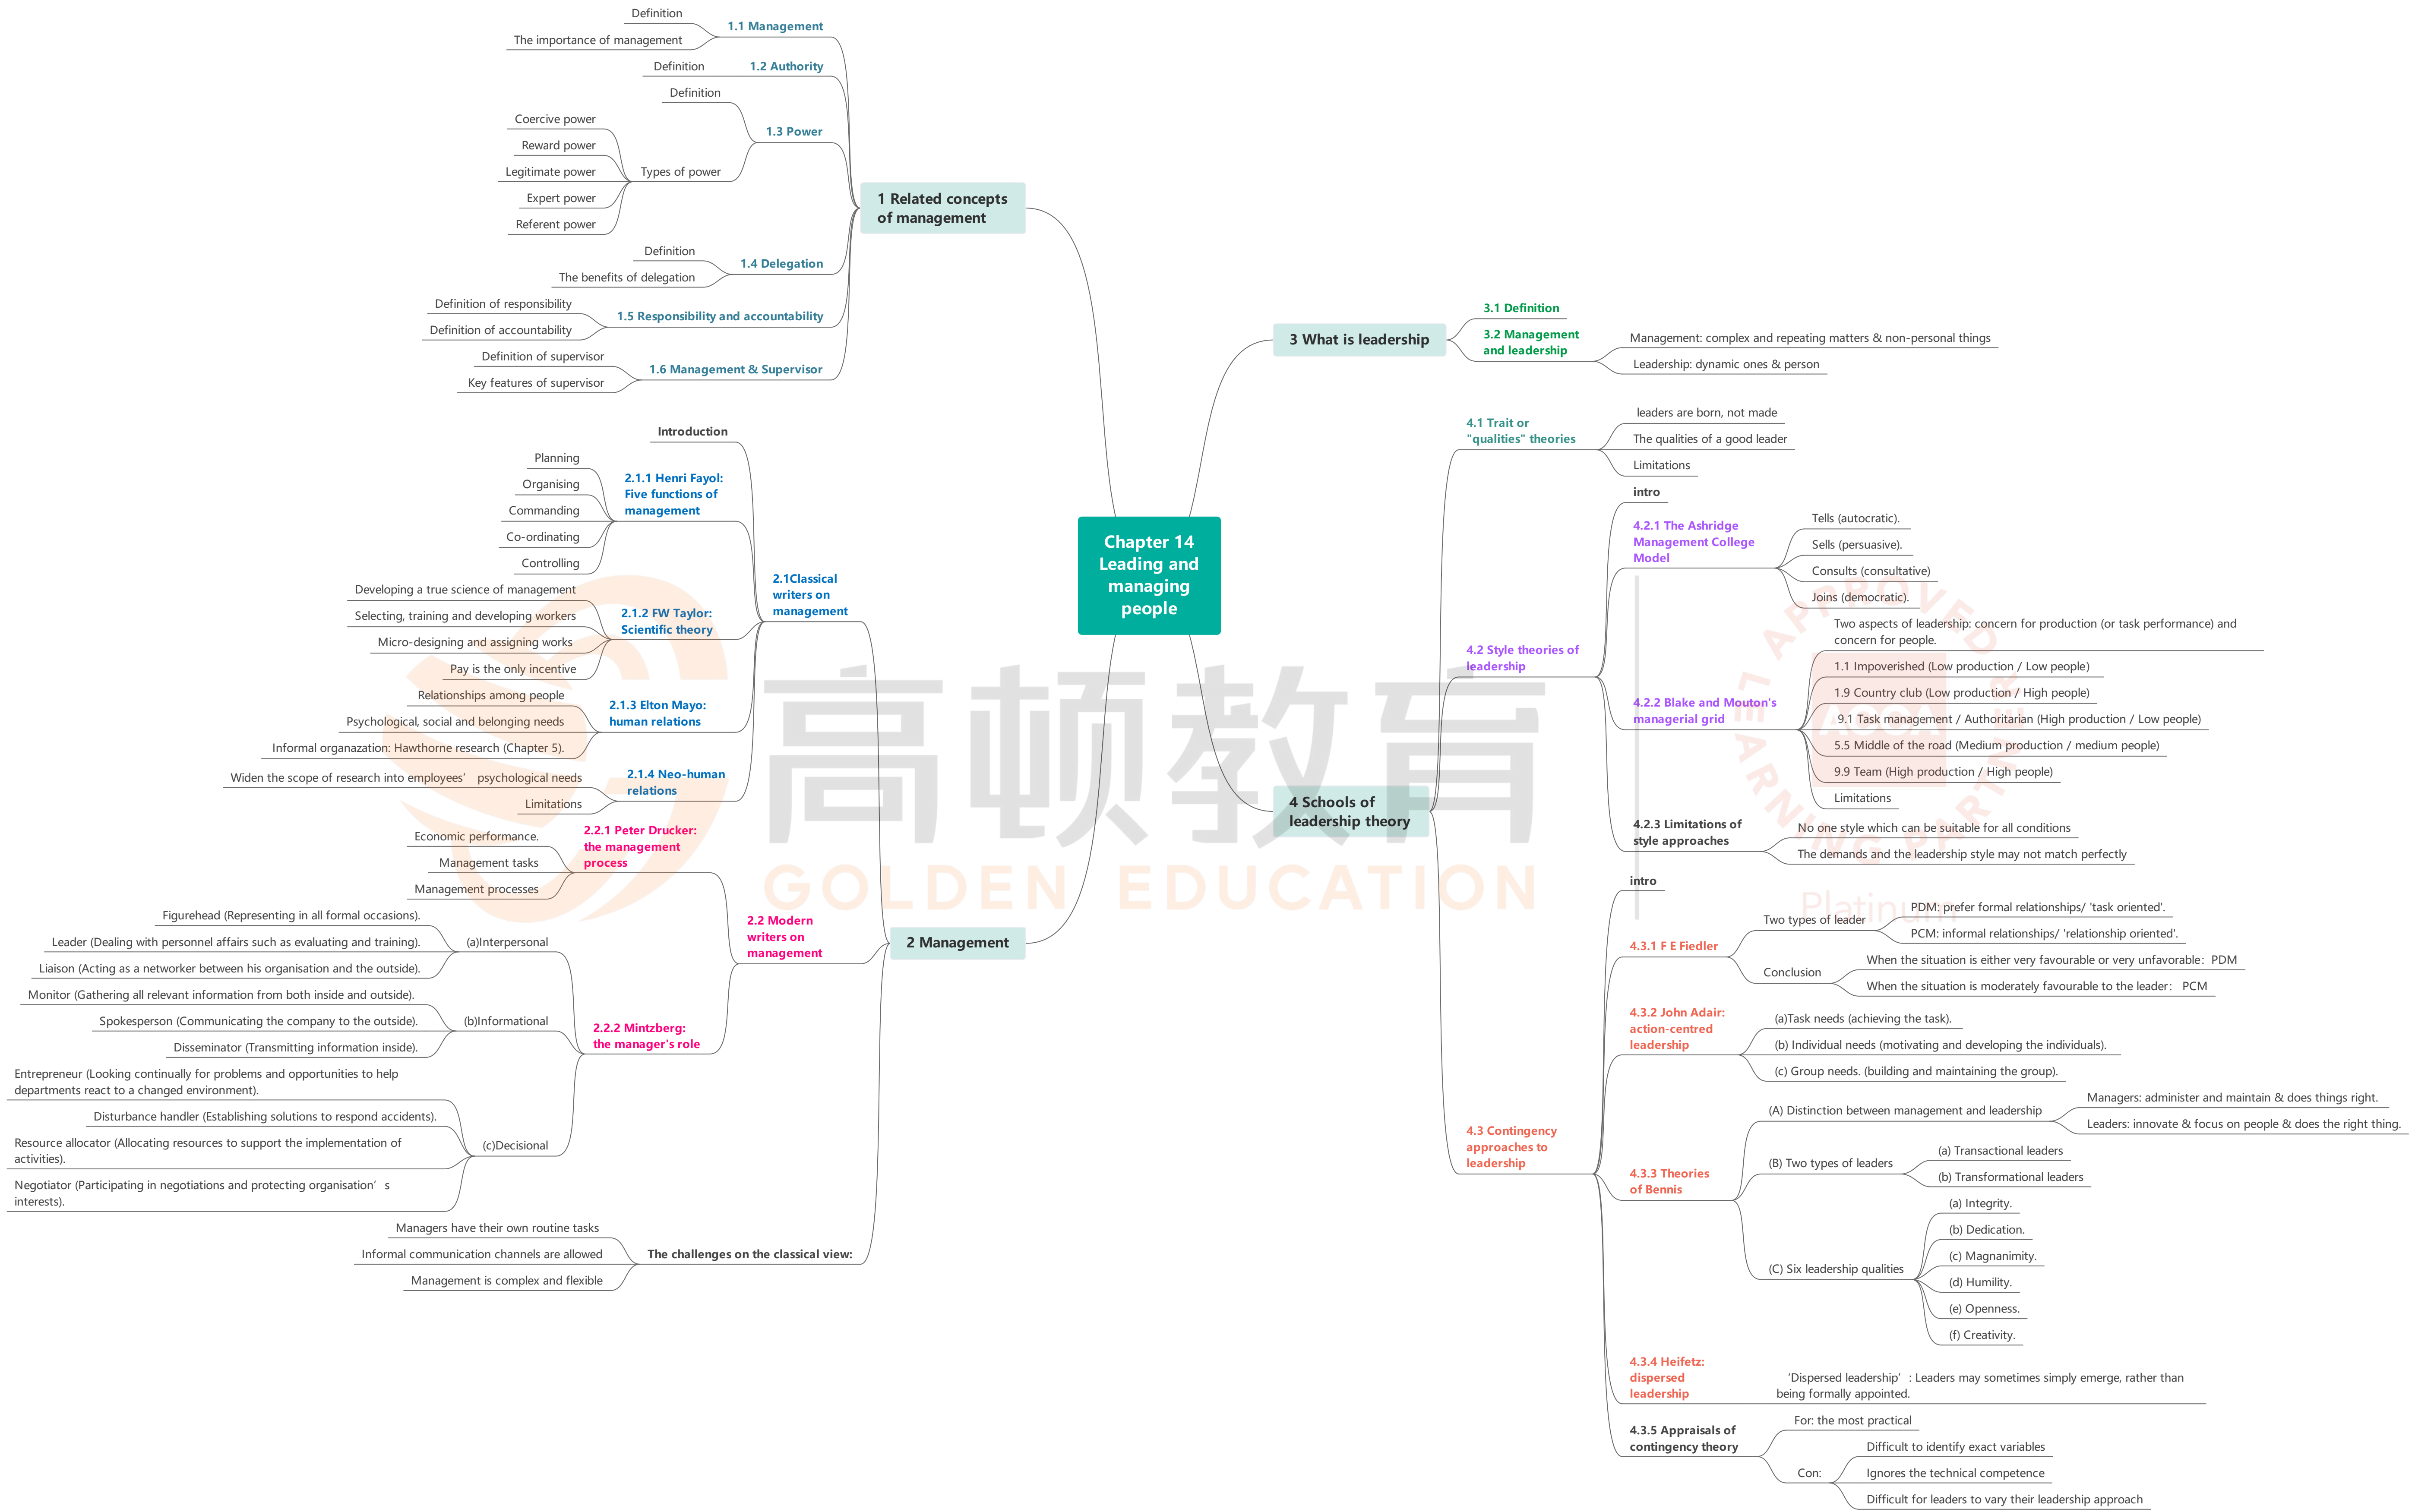 Chapter 14
Leading and
managing
people
1 Related concepts
of management
1.1 Management
Definition
The importance of management
1.2 Authority
Definition
1.3 Power
Definition
Types of power
Coercive power
Reward power
Legitimate power
Expert power
Referent power
1.4 Delegation
Definition
The benefits of delegation
1.5 Responsibility and accountability
Definition of responsibility
Definition of accountability
1.6 Management & Supervisor
Definition of supervisor
Key features of supervisor
2 Management
2.1Classical
writers on
management
Introduction
2.1.1 Henri Fayol:
Five functions of
management
Planning
Organising
Commanding
Co-ordinating
Controlling
2.1.2 FW Taylor:
Scientific theory
Developing a true science of management
Selecting, training and developing workers
Micro-designing and assigning works
Pay is the only incentive
2.1.3 Elton Mayo:
human relations
Relationships among people
Psychological, social and belonging needs
Informal organazation: Hawthorne research (Chapter 5).
2.1.4 Neo-human
relations
Widen the scope of research into employees’ psychological needs
Limitations
2.2 Modern
writers on
management
2.2.1 Peter Drucker:
the management
process
Economic performance.
Management tasks
Management processes
2.2.2 Mintzberg:
the manager's role
(a)Interpersonal
Figurehead (Representing in all formal occasions).
Leader (Dealing with personnel affairs such as evaluating and training).
Liaison (Acting as a networker between his organisation and the outside).
(b)Informational
Monitor (Gathering all relevant information from both inside and outside).
Spokesperson (Communicating the company to the outside).
Disseminator (Transmitting information inside).
(c)Decisional
Entrepreneur (Looking continually for problems and opportunities to help
departments react to a changed environment).
Disturbance handler (Establishing solutions to respond accidents).
Resource allocator (Allocating resources to support the implementation of
activities).
Negotiator (Participating in negotiations and protecting organisation’s
interests).
The challenges on the classical view:
Managers have their own routine tasks
Informal communication channels are allowed
Management is complex and flexible
3 What is leadership
3.1 Definition
3.2 Management
and leadership
Management: complex and repeating matters & non-personal things
Leadership: dynamic ones & person
4 Schools of
leadership theory
4.1 Trait or
"qualities" theories
leaders are born, not made
The qualities of a good leader
Limitations
4.2 Style theories of
leadership
intro
4.2.1 The Ashridge
Management College
Model
Tells (autocratic).
Sells (persuasive).
Consults (consultative)
Joins (democratic).
4.2.2 Blake and Mouton's
managerial grid
Two aspects of leadership: concern for production (or task performance) and
concern for people.
1.1 Impoverished (Low production / Low people)
1.9 Country club (Low production / High people)
9.1 Task management / Authoritarian (High production / Low people)
5.5 Middle of the road (Medium production / medium people)
9.9 Team (High production / High people)
Limitations
4.2.3 Limitations of
style approaches
No one style which can be suitable for all conditions
The demands and the leadership style may not match perfectly
4.3 Contingency
approaches to
leadership
intro
4.3.1 F E Fiedler
Two types of leader
PDM: prefer formal relationships/ 'task oriented'.
PCM: informal relationships/ 'relationship oriented'.
Conclusion
When the situation is either very favourable or very unfavorable: PDM
When the situation is moderately favourable to the leader: PCM
4.3.2 John Adair:
action-centred
leadership
(a)Task needs (achieving the task).
(b) Individual needs (motivating and developing the individuals).
(c) Group needs. (building and maintaining the group).
4.3.3 Theories
of Bennis
(A) Distinction between management and leadership
Managers: administer and maintain & does things right.
Leaders: innovate & focus on people & does the right thing.
(B) Two types of leaders
(a) Transactional leaders
(b) Transformational leaders
(C) Six leadership qualities
(a) Integrity.
(b) Dedication.
(c) Magnanimity.
(d) Humility.
(e) Openness.
(f) Creativity.
4.3.4 Heifetz:
dispersed
leadership
‘Dispersed leadership’: Leaders may sometimes simply emerge, rather than
being formally appointed.
4.3.5 Appraisals of
contingency theory
For: the most practical
Con:
Difficult to identify exact variables
Ignores the technical competence
Difficult for leaders to vary their leadership approach
高顿教育
GOLDEN EDUCATION
APPROVED LEARNING PARTNER
ACCA
Platinum